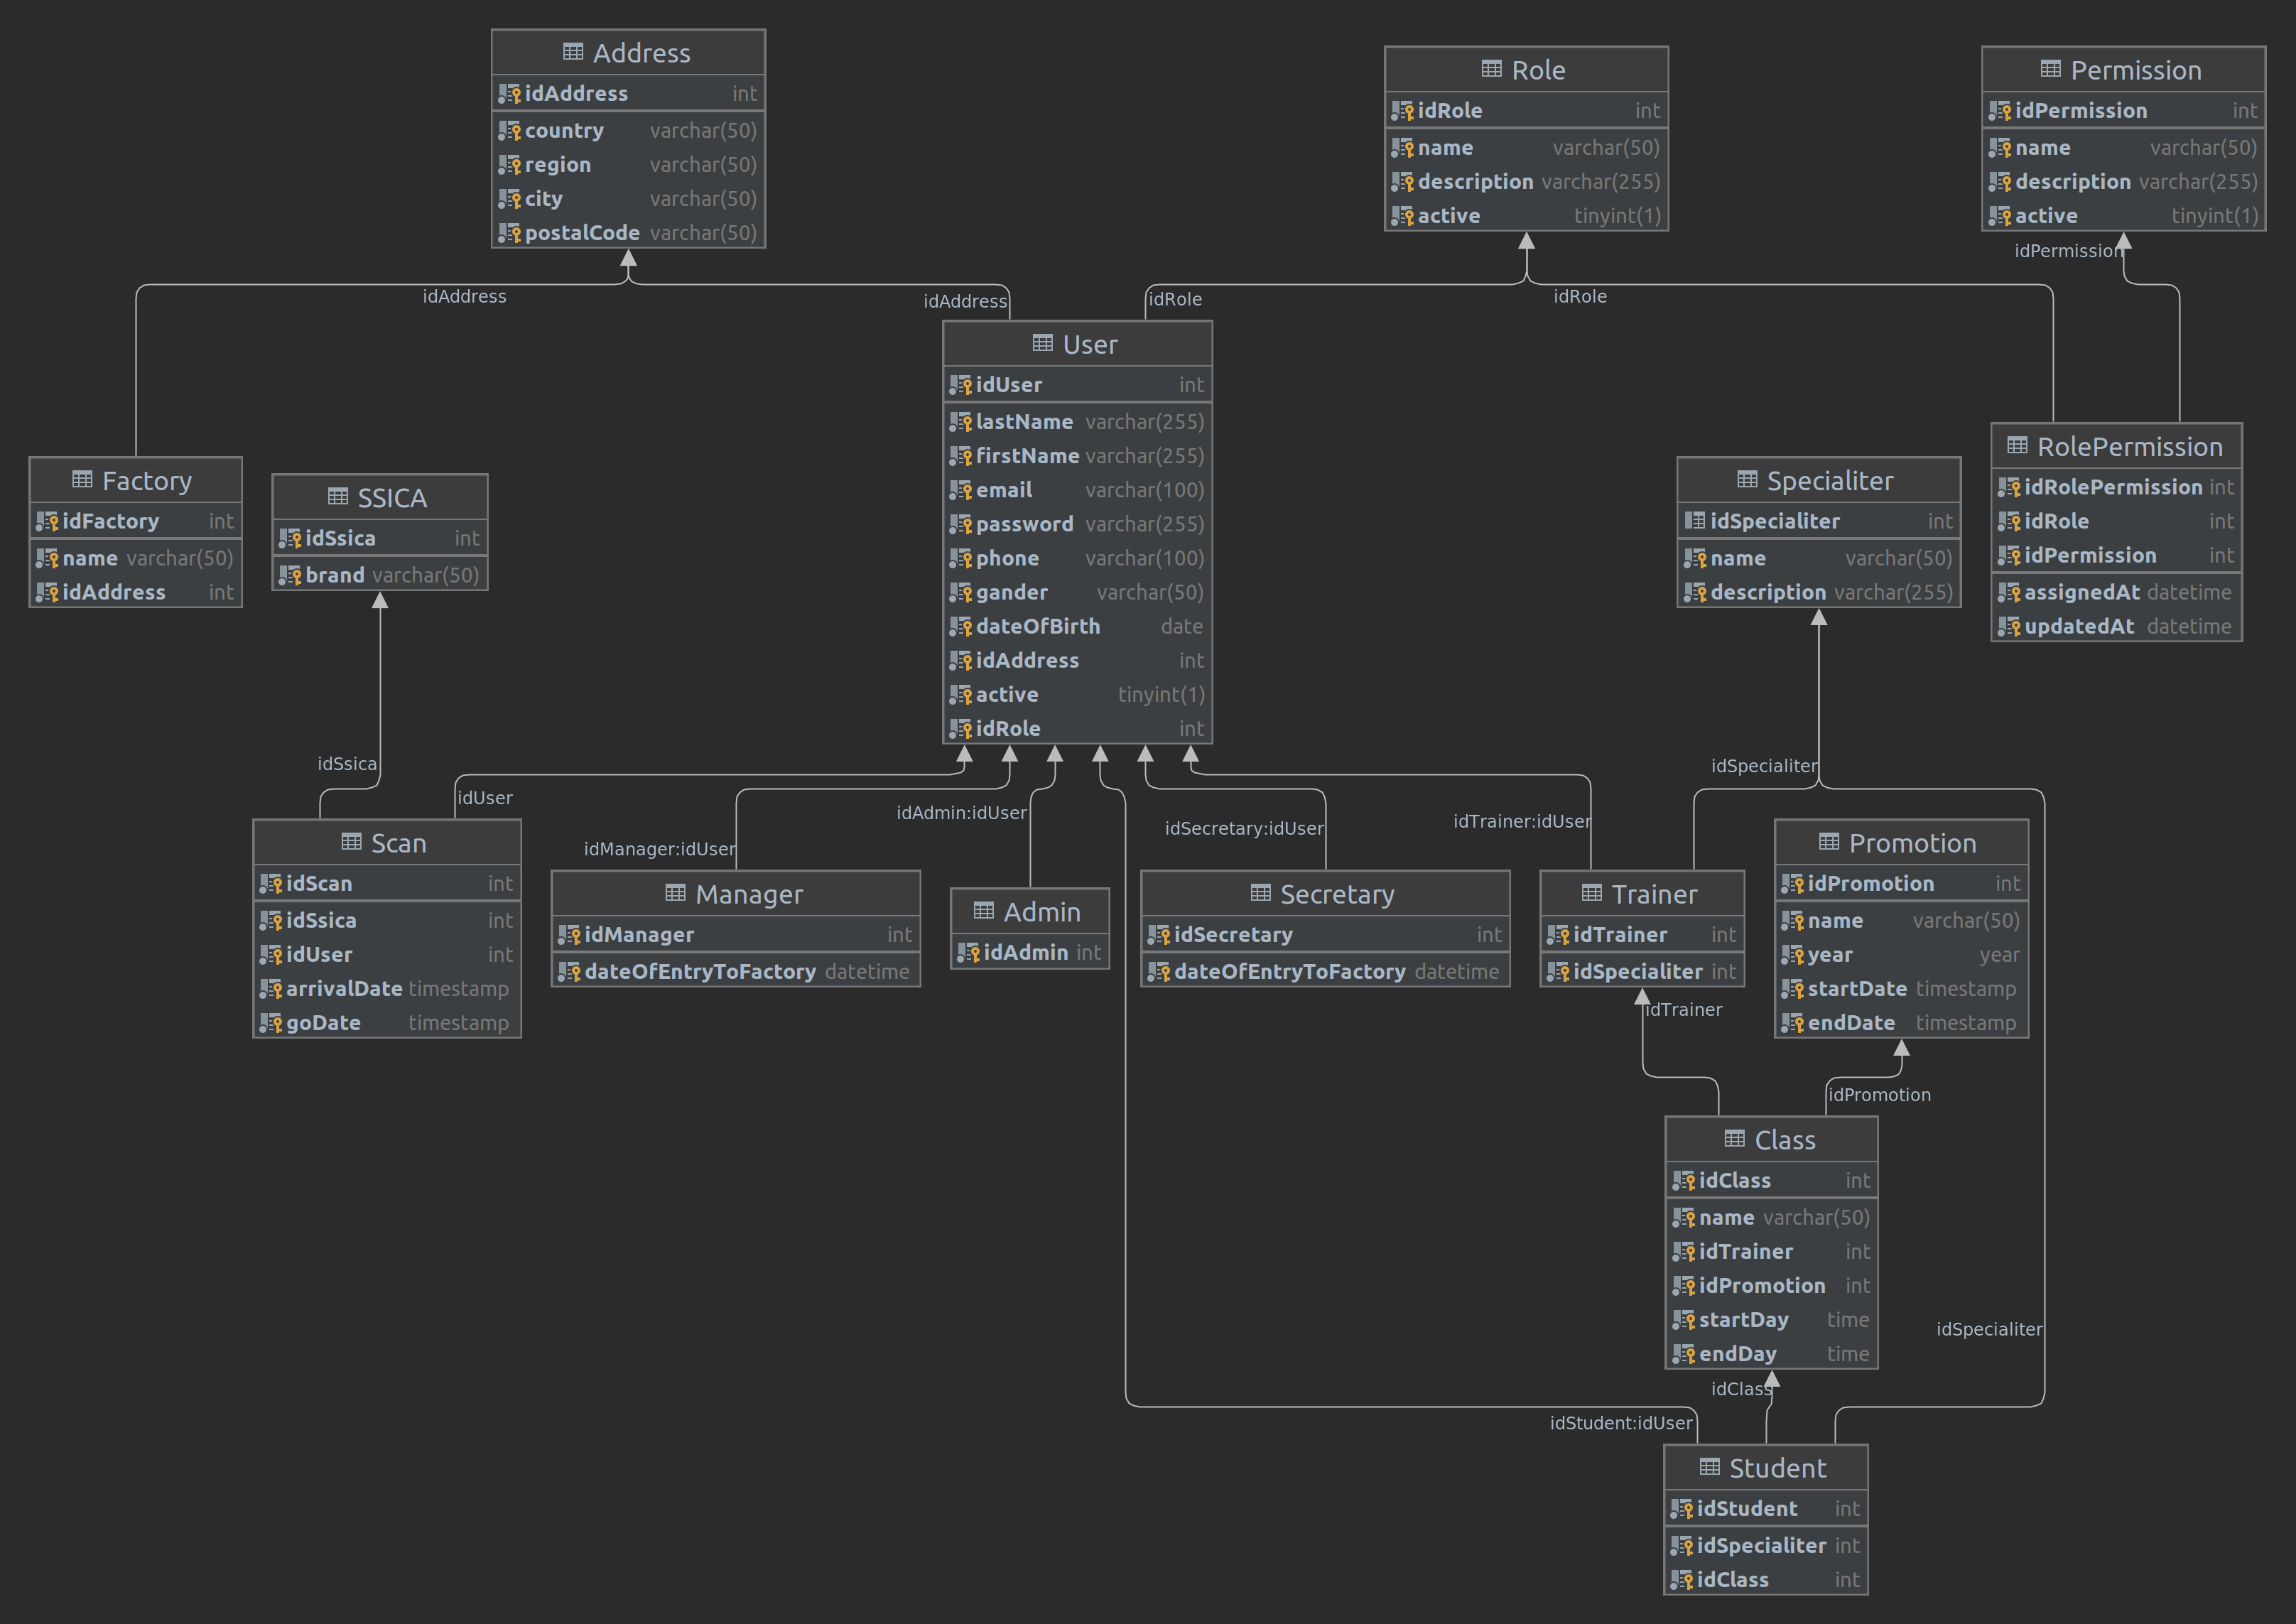 Address
idAddress int
country varchar(50)
region varchar(50)
city varchar(50)
postalCode varchar(50)
Role
idRole int
name varchar(50)
description varchar(255)
active tinyint(1)
Permission
idPermission int
name varchar(50)
description varchar(255)
active tinyint(1)
idPermission
idAddress
idAddress
idRole
idRole
User
idUser int
lastName varchar(255)
firstName varchar(255)
email varchar(100)
password varchar(255)
phone varchar(100)
gander varchar(50)
dateOfBirth date
idAddress int
active tinyint(1)
idRole int
Factory
idFactory int
name varchar(50)
idAddress int
SSICA
idSsica int
brand varchar(50)
Specialiter
idSpecialiter int
name varchar(50)
description varchar(255)
RolePermission
idRolePermission int
idRole int
idPermission int
assignedAt datetime
updatedAt datetime
idSsica
idUser
idManager:idUser
idAdmin:idUser
idSecretary:idUser
idTrainer:idUser
idSpecialiter
Scan
idScan int
idSsica int
idUser int
arrivalDate timestamp
goDate timestamp
Manager
idManager int
dateOfEntryToFactory datetime
Admin
idAdmin int
Secretary
idSecretary int
dateOfEntryToFactory datetime
Trainer
idTrainer int
idSpecialiter int
Promotion
idPromotion int
name varchar(50)
year year
startDate timestamp
endDate timestamp
idTrainer
idPromotion
Class
idClass int
name varchar(50)
idTrainer int
idPromotion int
startDay time
endDay time
idSpecialiter
idClass
idStudent:idUser
Student
idStudent int
idSpecialiter int
idClass int